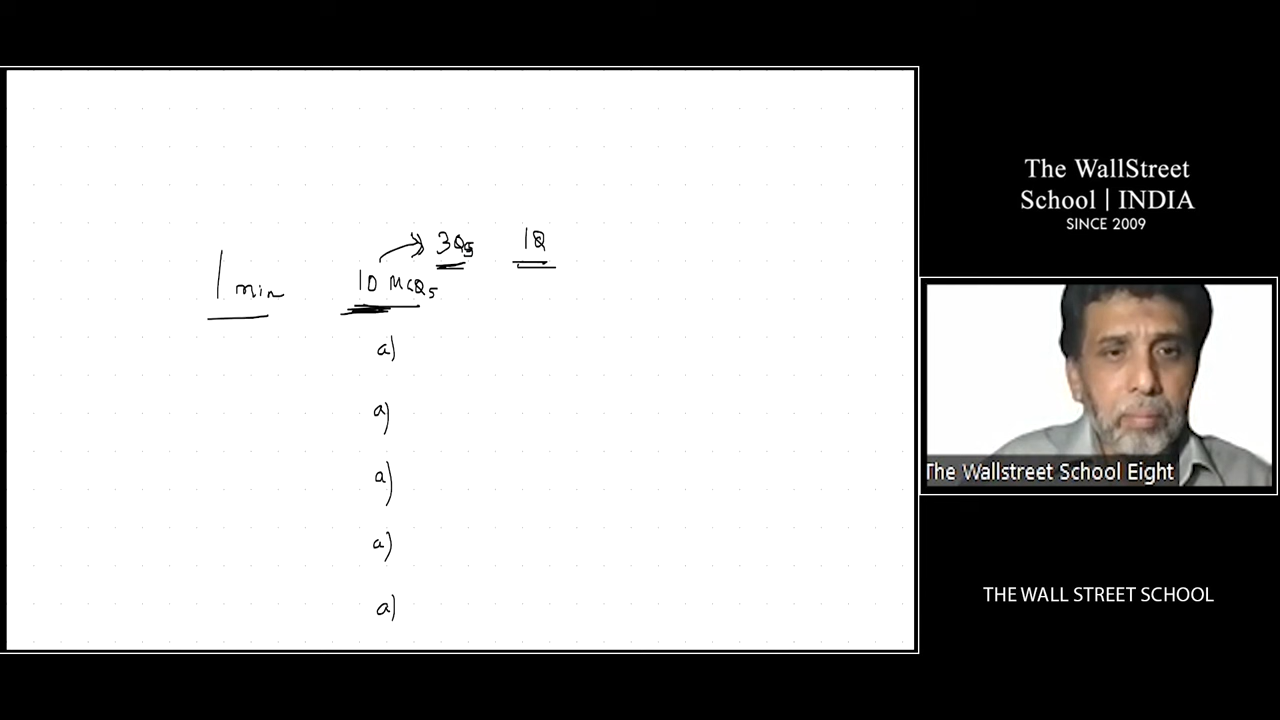 3Qs 1Q
1 min 10 MCQs
a)
a)
a)
a)
a)
The WallStreet
School | INDIA
SINCE 2009
The Wallstreet School Eight
THE WALL STREET SCHOOL